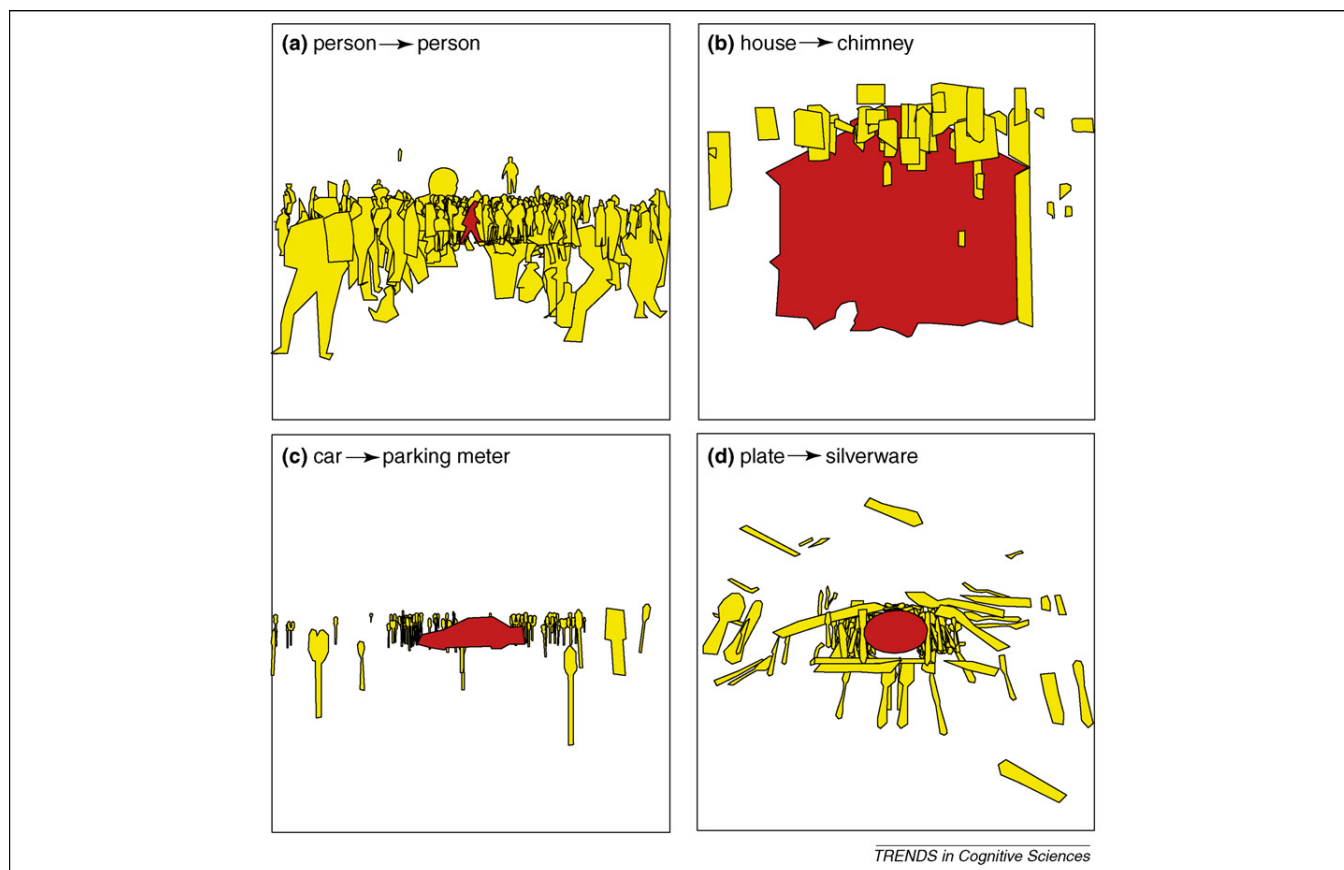 (a) person → person
(b) house → chimney
(c) car → parking meter
(d) plate → silverware
TRENDS in Cognitive Sciences